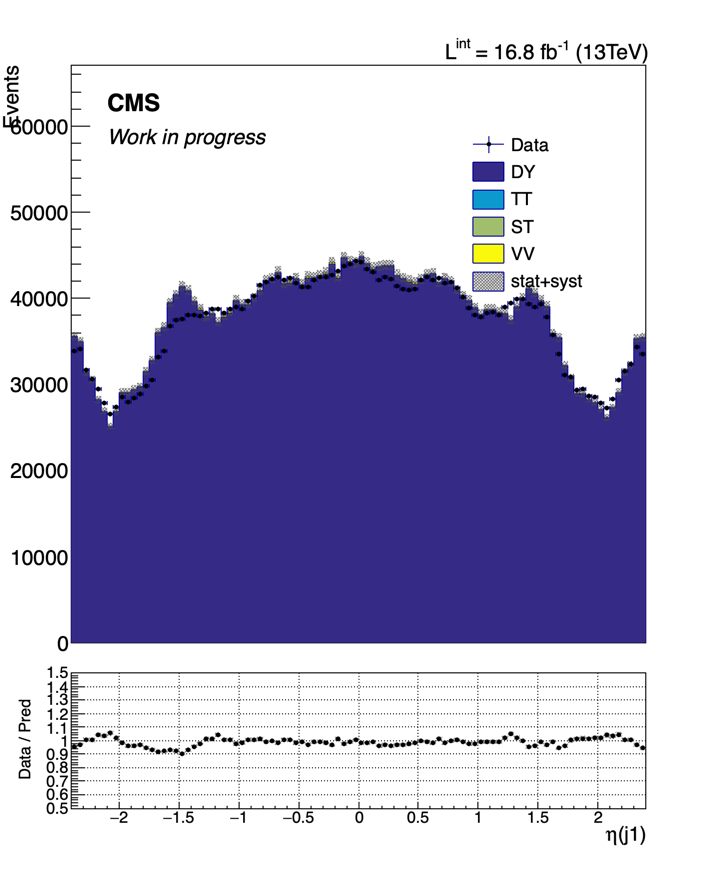 L^int = 16.8 fb^-1 (13TeV)
Events
CMS
Work in progress
Data
DY
TT
ST
VV
stat+syst
60000
50000
40000
30000
20000
10000
0
Data / Pred
1.5
1.4
1.3
1.2
1.1
1
0.9
0.8
0.7
0.6
0.5
−2 −1.5 −1 −0.5 0 0.5 1 1.5 2
η(j1)